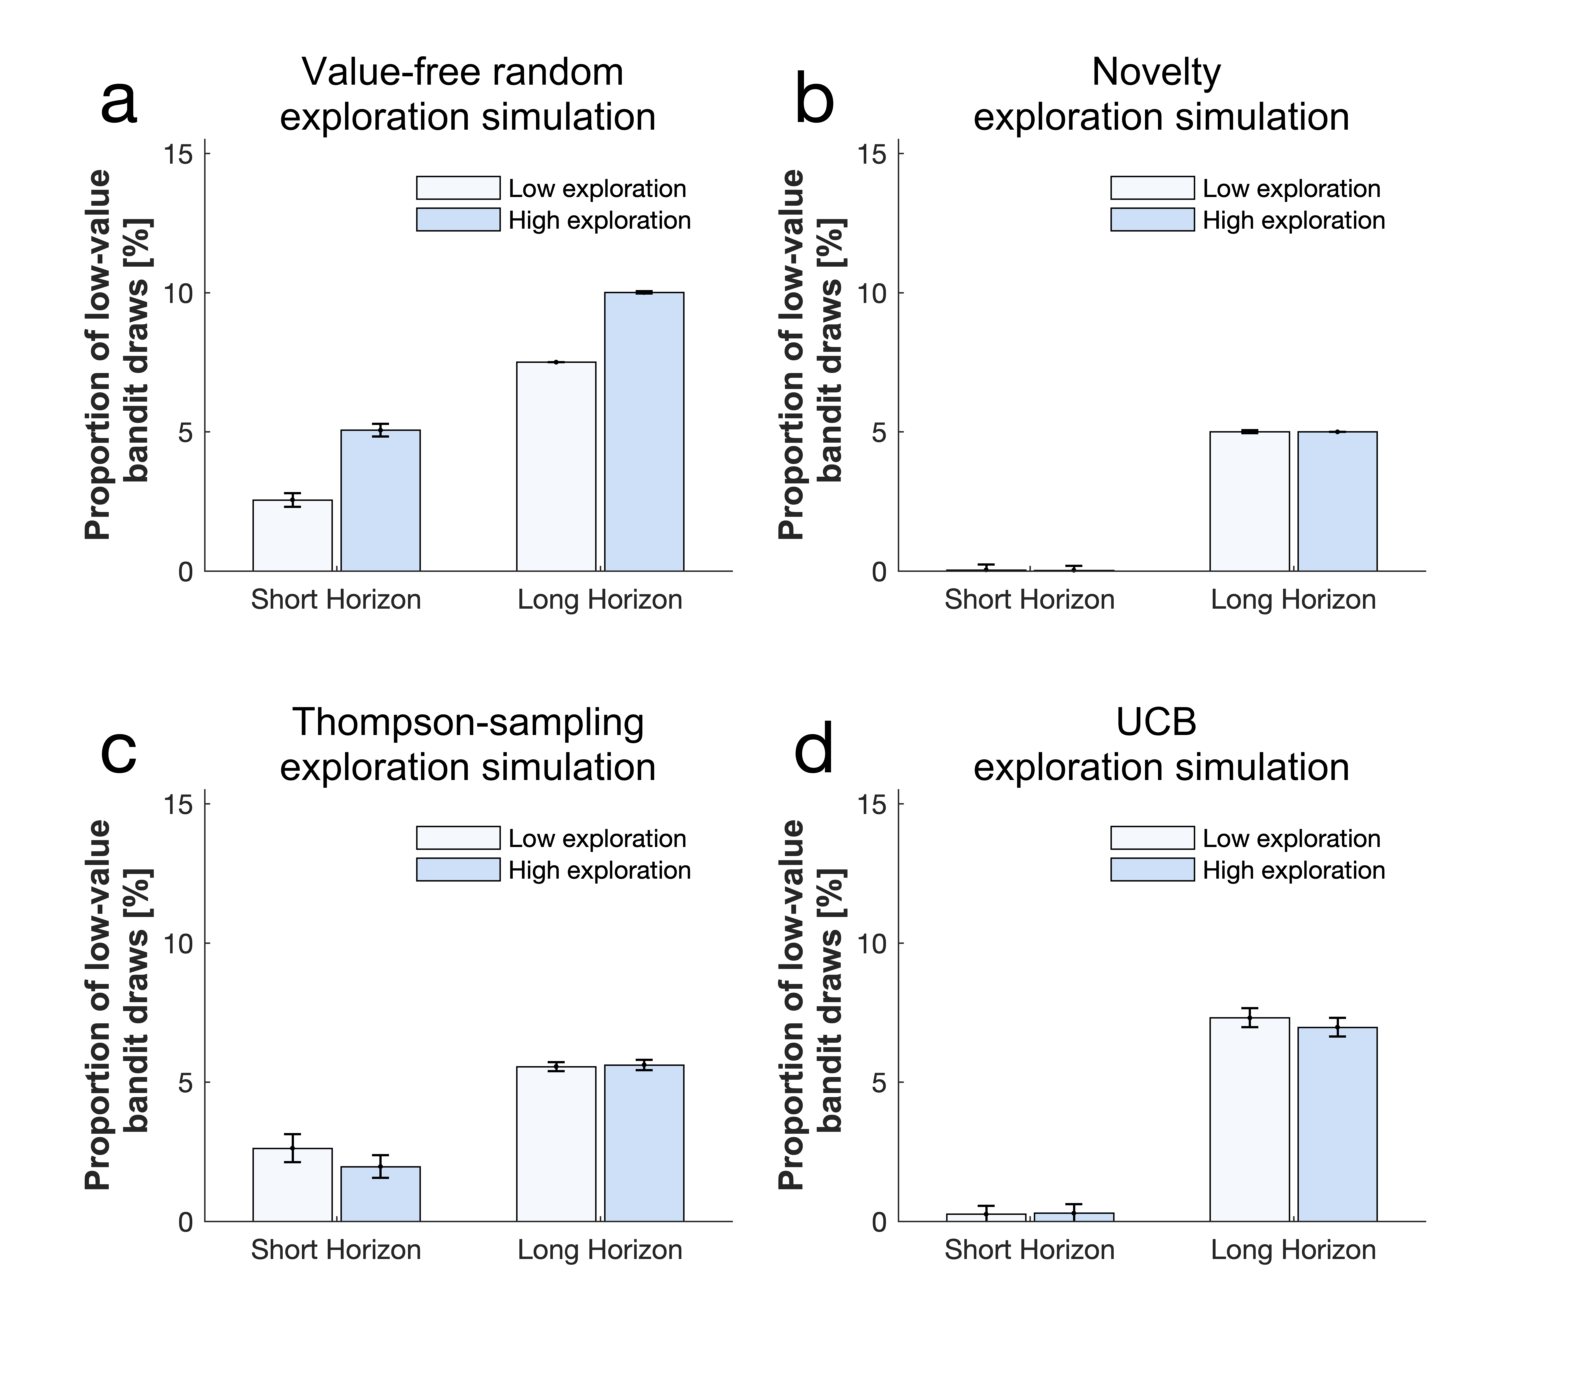 a
Value-free random
exploration simulation
Proportion of low-value
bandit draws [%]
15
10
5
0
Low exploration
High exploration
Short Horizon
Long Horizon
b
Novelty
exploration simulation
Proportion of low-value
bandit draws [%]
15
10
5
0
Low exploration
High exploration
Short Horizon
Long Horizon
c
Thompson-sampling
exploration simulation
Proportion of low-value
bandit draws [%]
15
10
5
0
Low exploration
High exploration
Short Horizon
Long Horizon
d
UCB
exploration simulation
Proportion of low-value
bandit draws [%]
15
10
5
0
Low exploration
High exploration
Short Horizon
Long Horizon